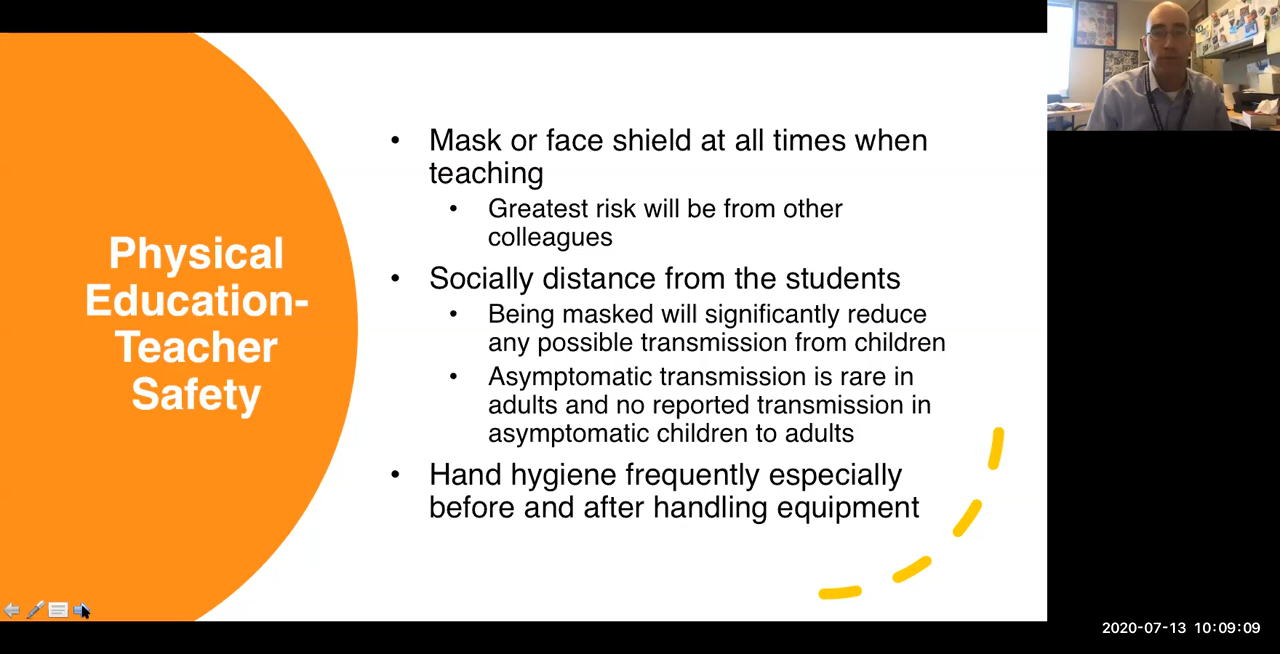 Physical
Education-
Teacher
Safety
• Mask or face shield at all times when
teaching
• Greatest risk will be from other
colleagues
• Socially distance from the students
• Being masked will significantly reduce
any possible transmission from children
• Asymptomatic transmission is rare in
adults and no reported transmission in
asymptomatic children to adults
• Hand hygiene frequently especially
before and after handling equipment
2020-07-13 10:09:09